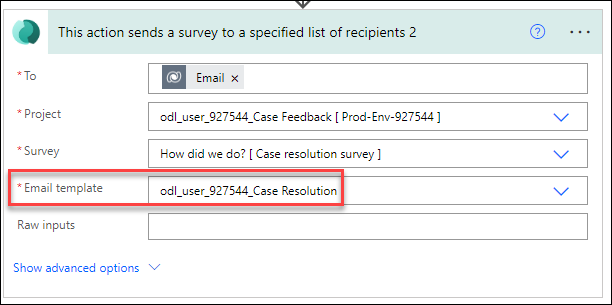 This action sends a survey to a specified list of recipients 2
* To
Email ×
* Project
odl_user_927544_Case Feedback [ Prod-Env-927544 ]
* Survey
How did we do? [ Case resolution survey ]
* Email template
odl_user_927544_Case Resolution
Raw inputs
Show advanced options